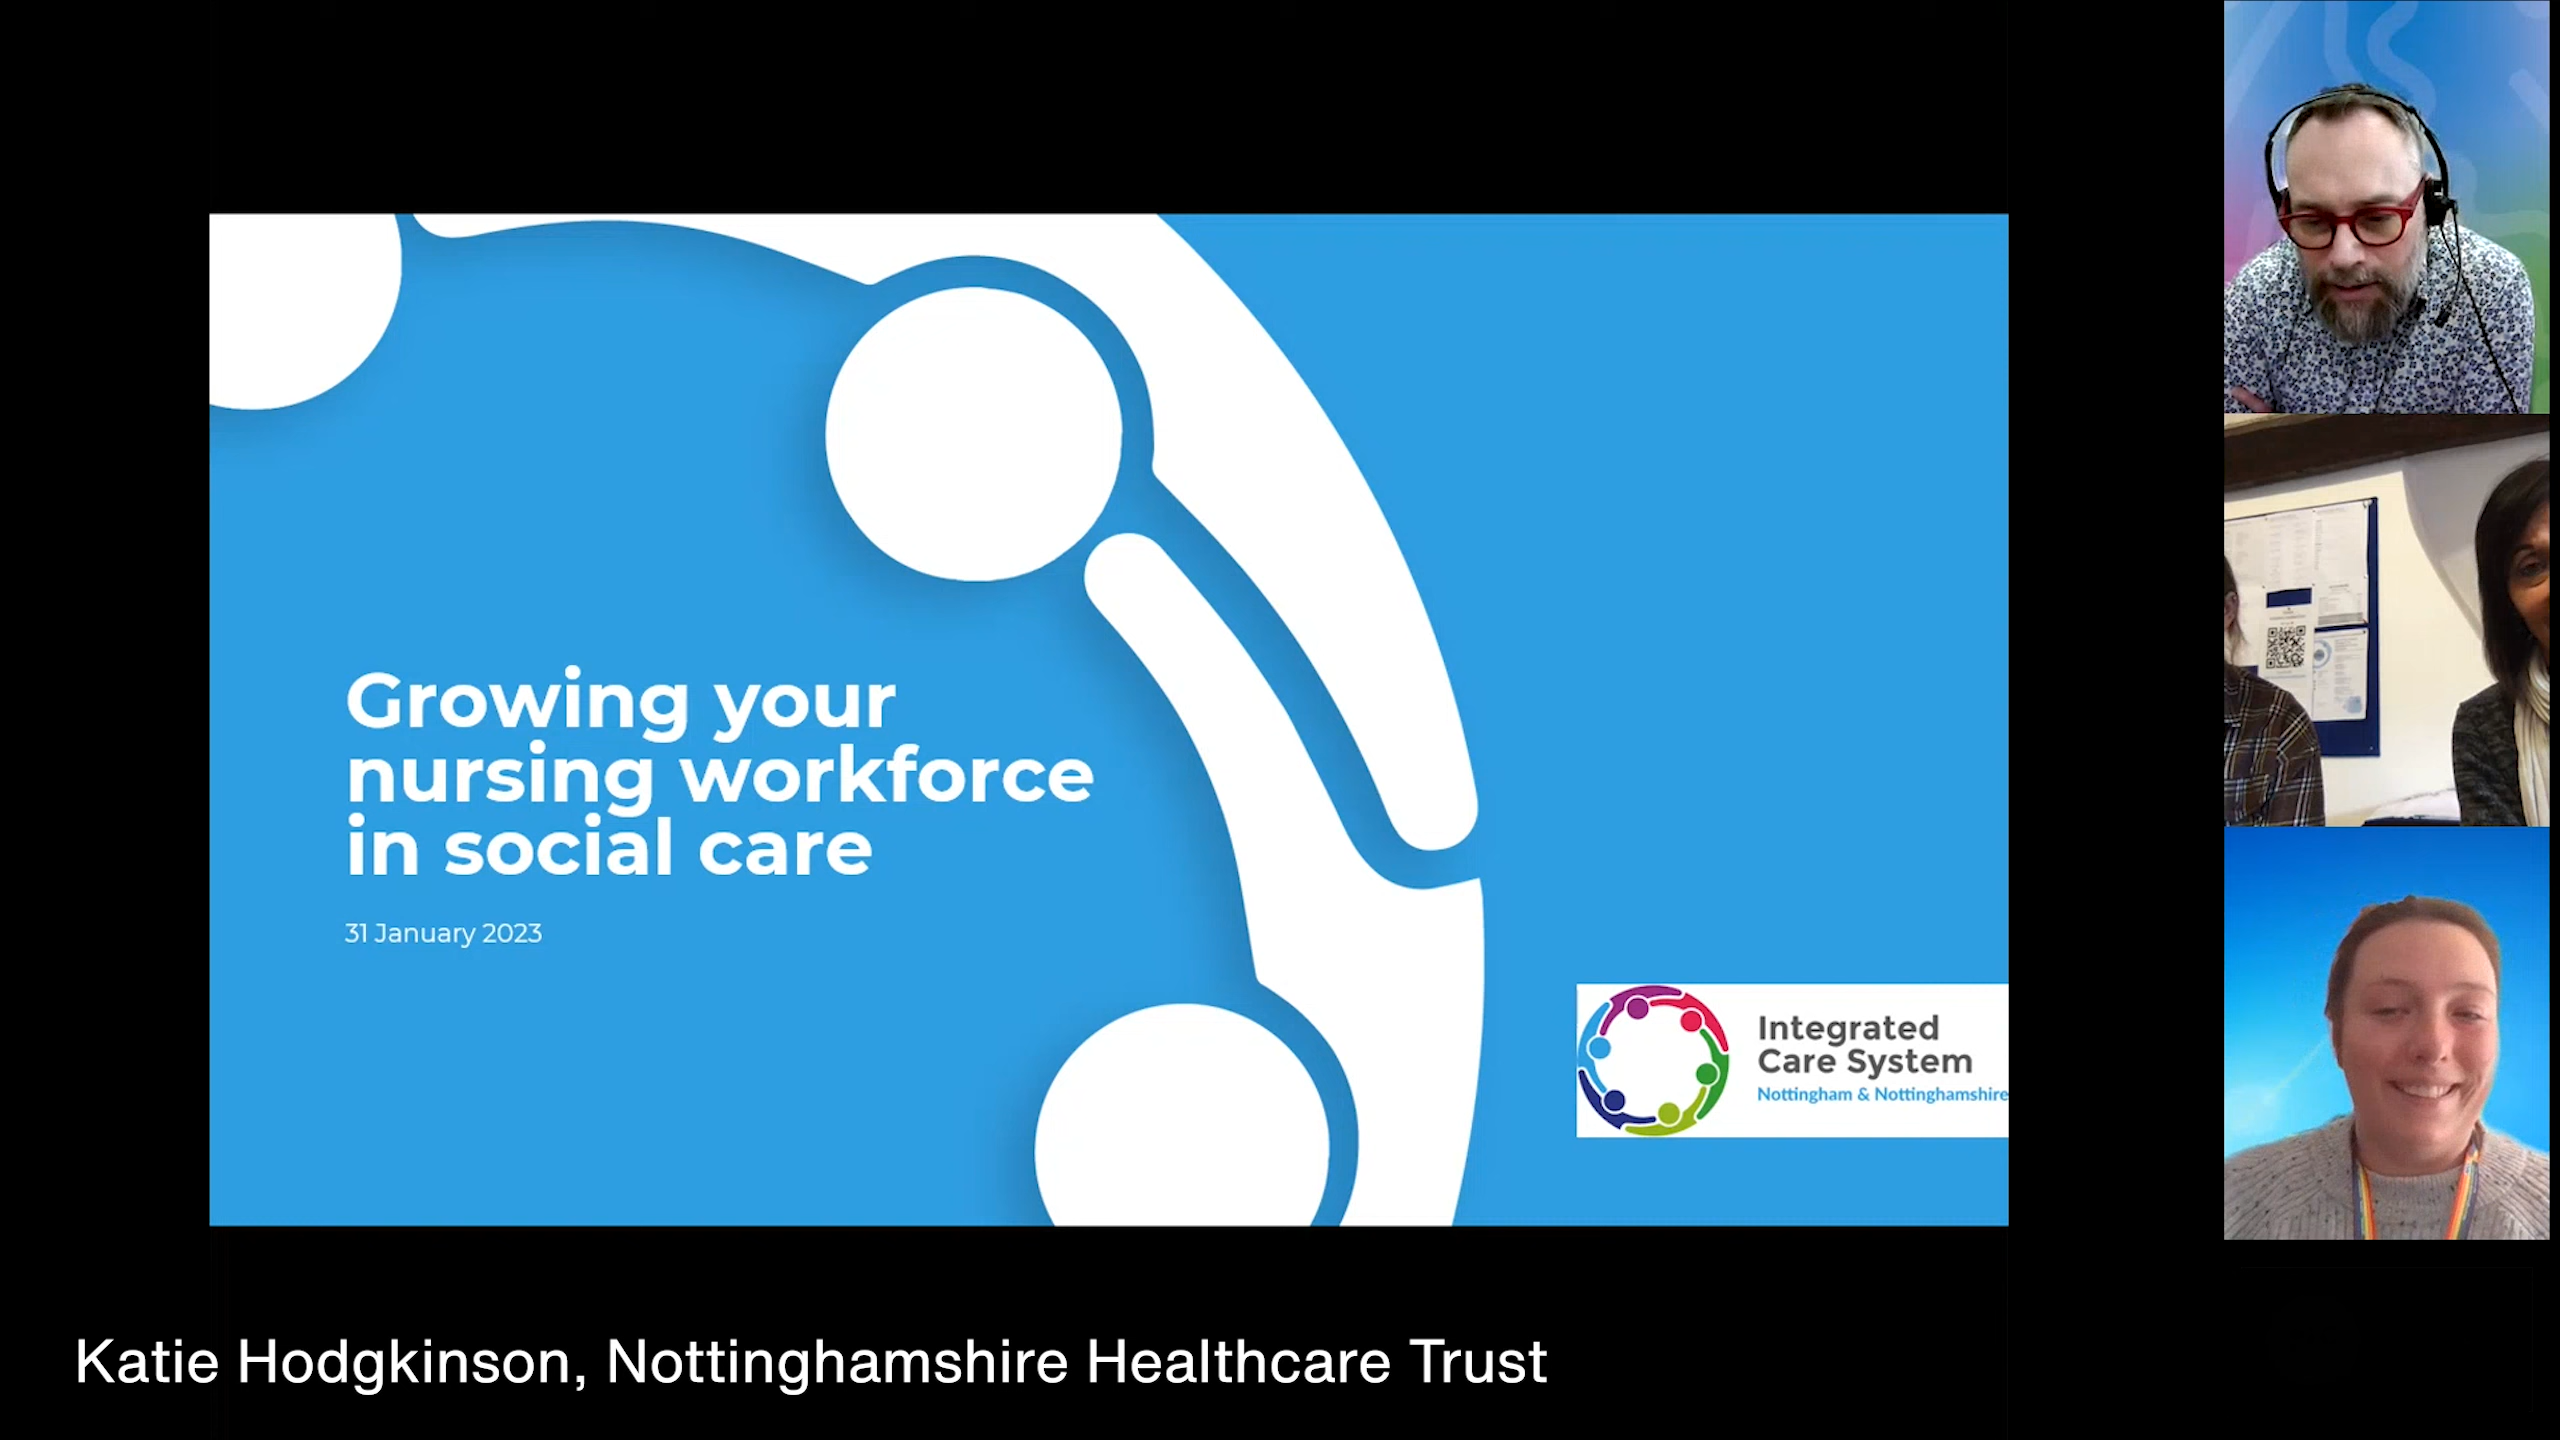 Growing your
nursing workforce
in social care
31 January 2023
Integrated
Care System
Nottingham & Nottinghamshire
Katie Hodgkinson, Nottinghamshire Healthcare Trust